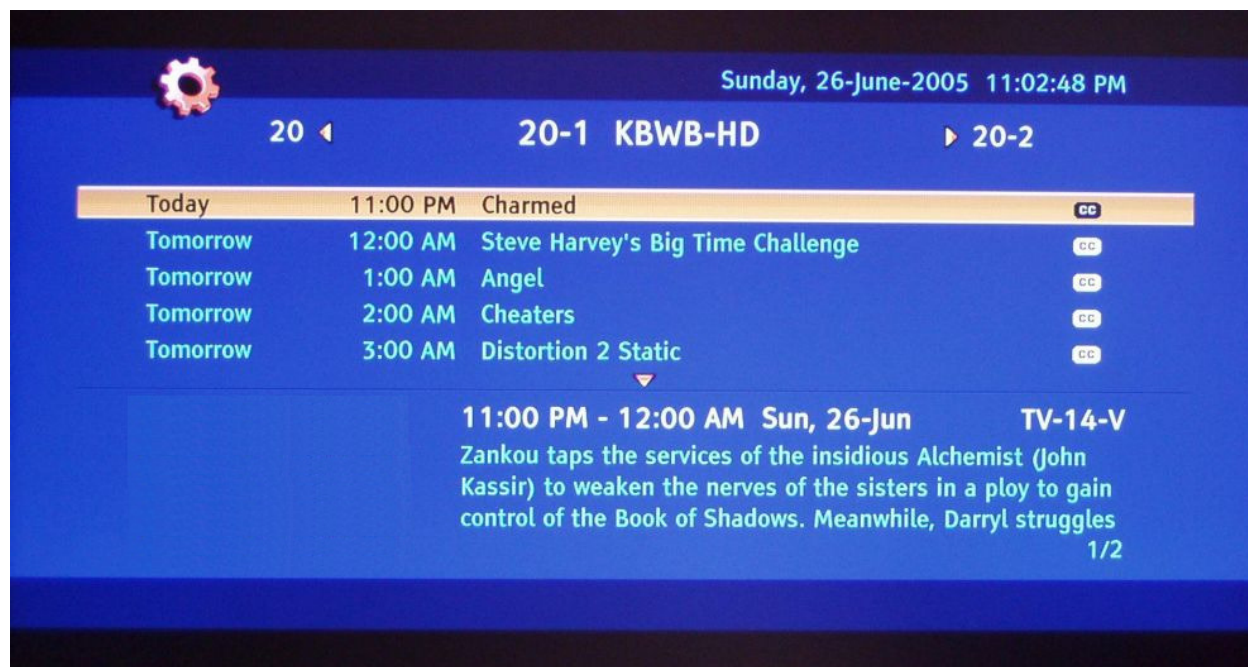 Sunday, 26-June-2005 11:02:48 PM
20 20-1 KBWB-HD 20-2
Today 11:00 PM Charmed CC
Tomorrow 12:00 AM Steve Harvey's Big Time Challenge CC
Tomorrow 1:00 AM Angel CC
Tomorrow 2:00 AM Cheaters CC
Tomorrow 3:00 AM Distortion 2 Static CC
11:00 PM - 12:00 AM Sun, 26-Jun TV-14-V
Zankou taps the services of the insidious Alchemist (John
Kassir) to weaken the nerves of the sisters in a ploy to gain
control of the Book of Shadows. Meanwhile, Darryl struggles
1/2